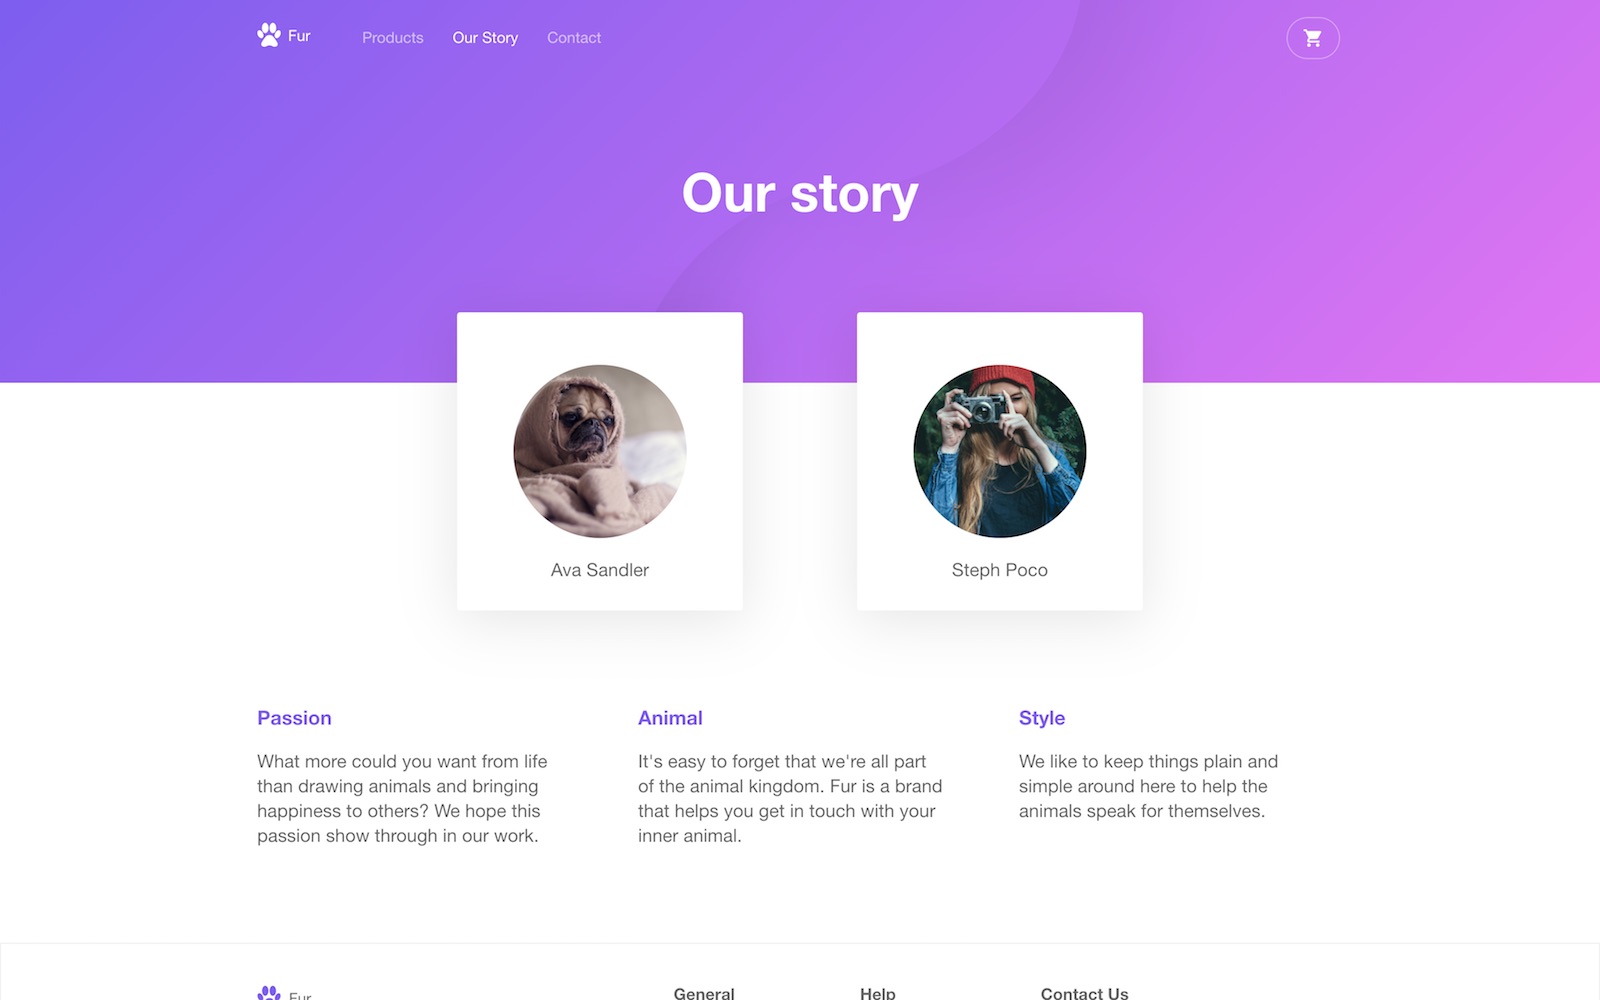 Fur
Products
Our Story
Contact
Our story
Ava Sandler
Steph Poco
Passion
What more could you want from life
than drawing animals and bringing
happiness to others? We hope this
passion show through in our work.
Animal
It's easy to forget that we're all part
of the animal kingdom. Fur is a brand
that helps you get in touch with your
inner animal.
Style
We like to keep things plain and
simple around here to help the
animals speak for themselves.
Fur
General
Help
Contact Us